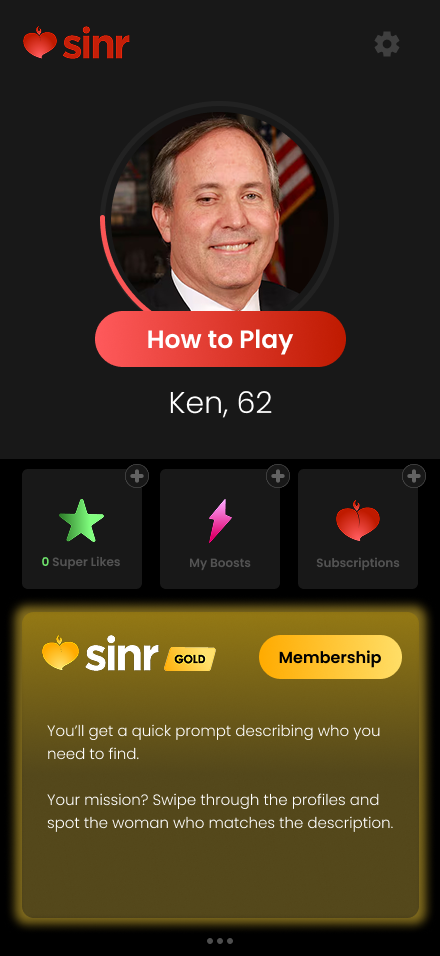 sinr
How to Play
Ken, 62
0 Super Likes
My Boosts
Subscriptions
sinr GOLD
Membership
You’ll get a quick prompt describing who you
need to find.
Your mission? Swipe through the profiles and
spot the woman who matches the description.